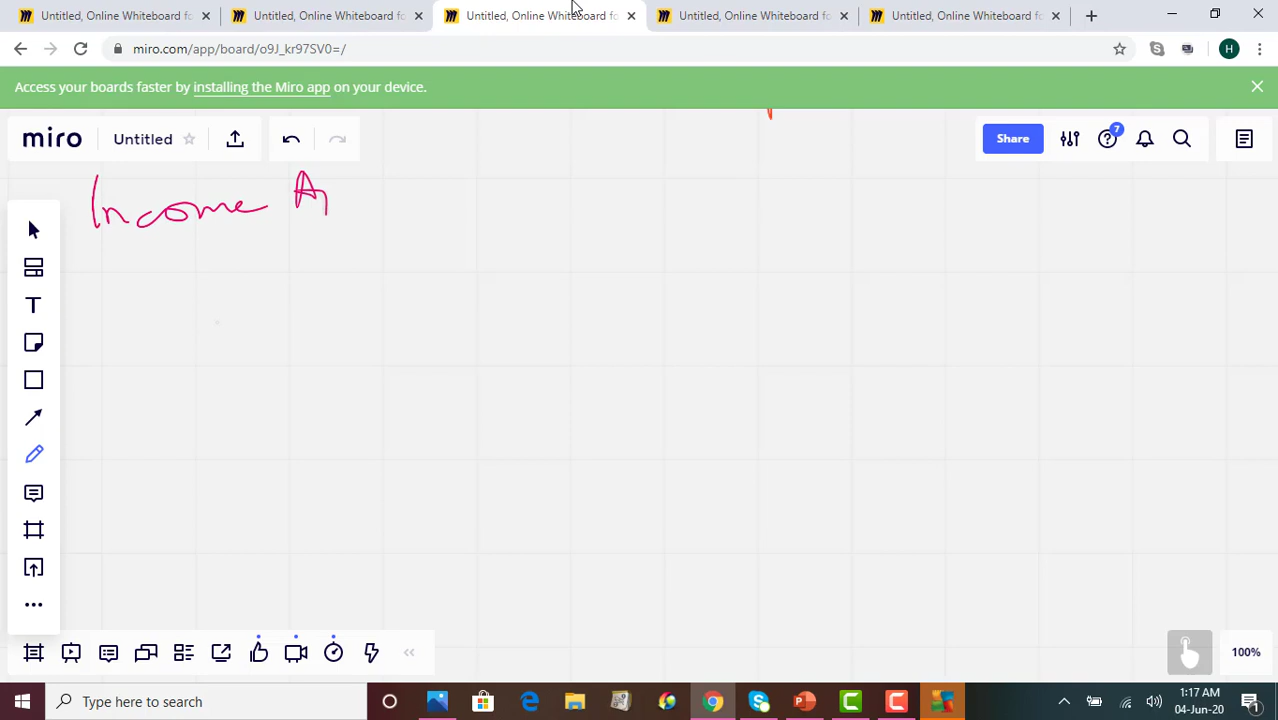 Untitled, Online Whiteboard fo
Untitled, Online Whiteboard fo
Untitled, Online Whiteboard fo
Untitled, Online Whiteboard fo
Untitled, Online Whiteboard fo
miro.com/app/board/o9J_kr97SV0=/
H
Access your boards faster by installing the Miro app on your device.
miro Untitled
Share
7
Income A
T
100%
Type here to search
1:17 AM
04-Jun-20
1